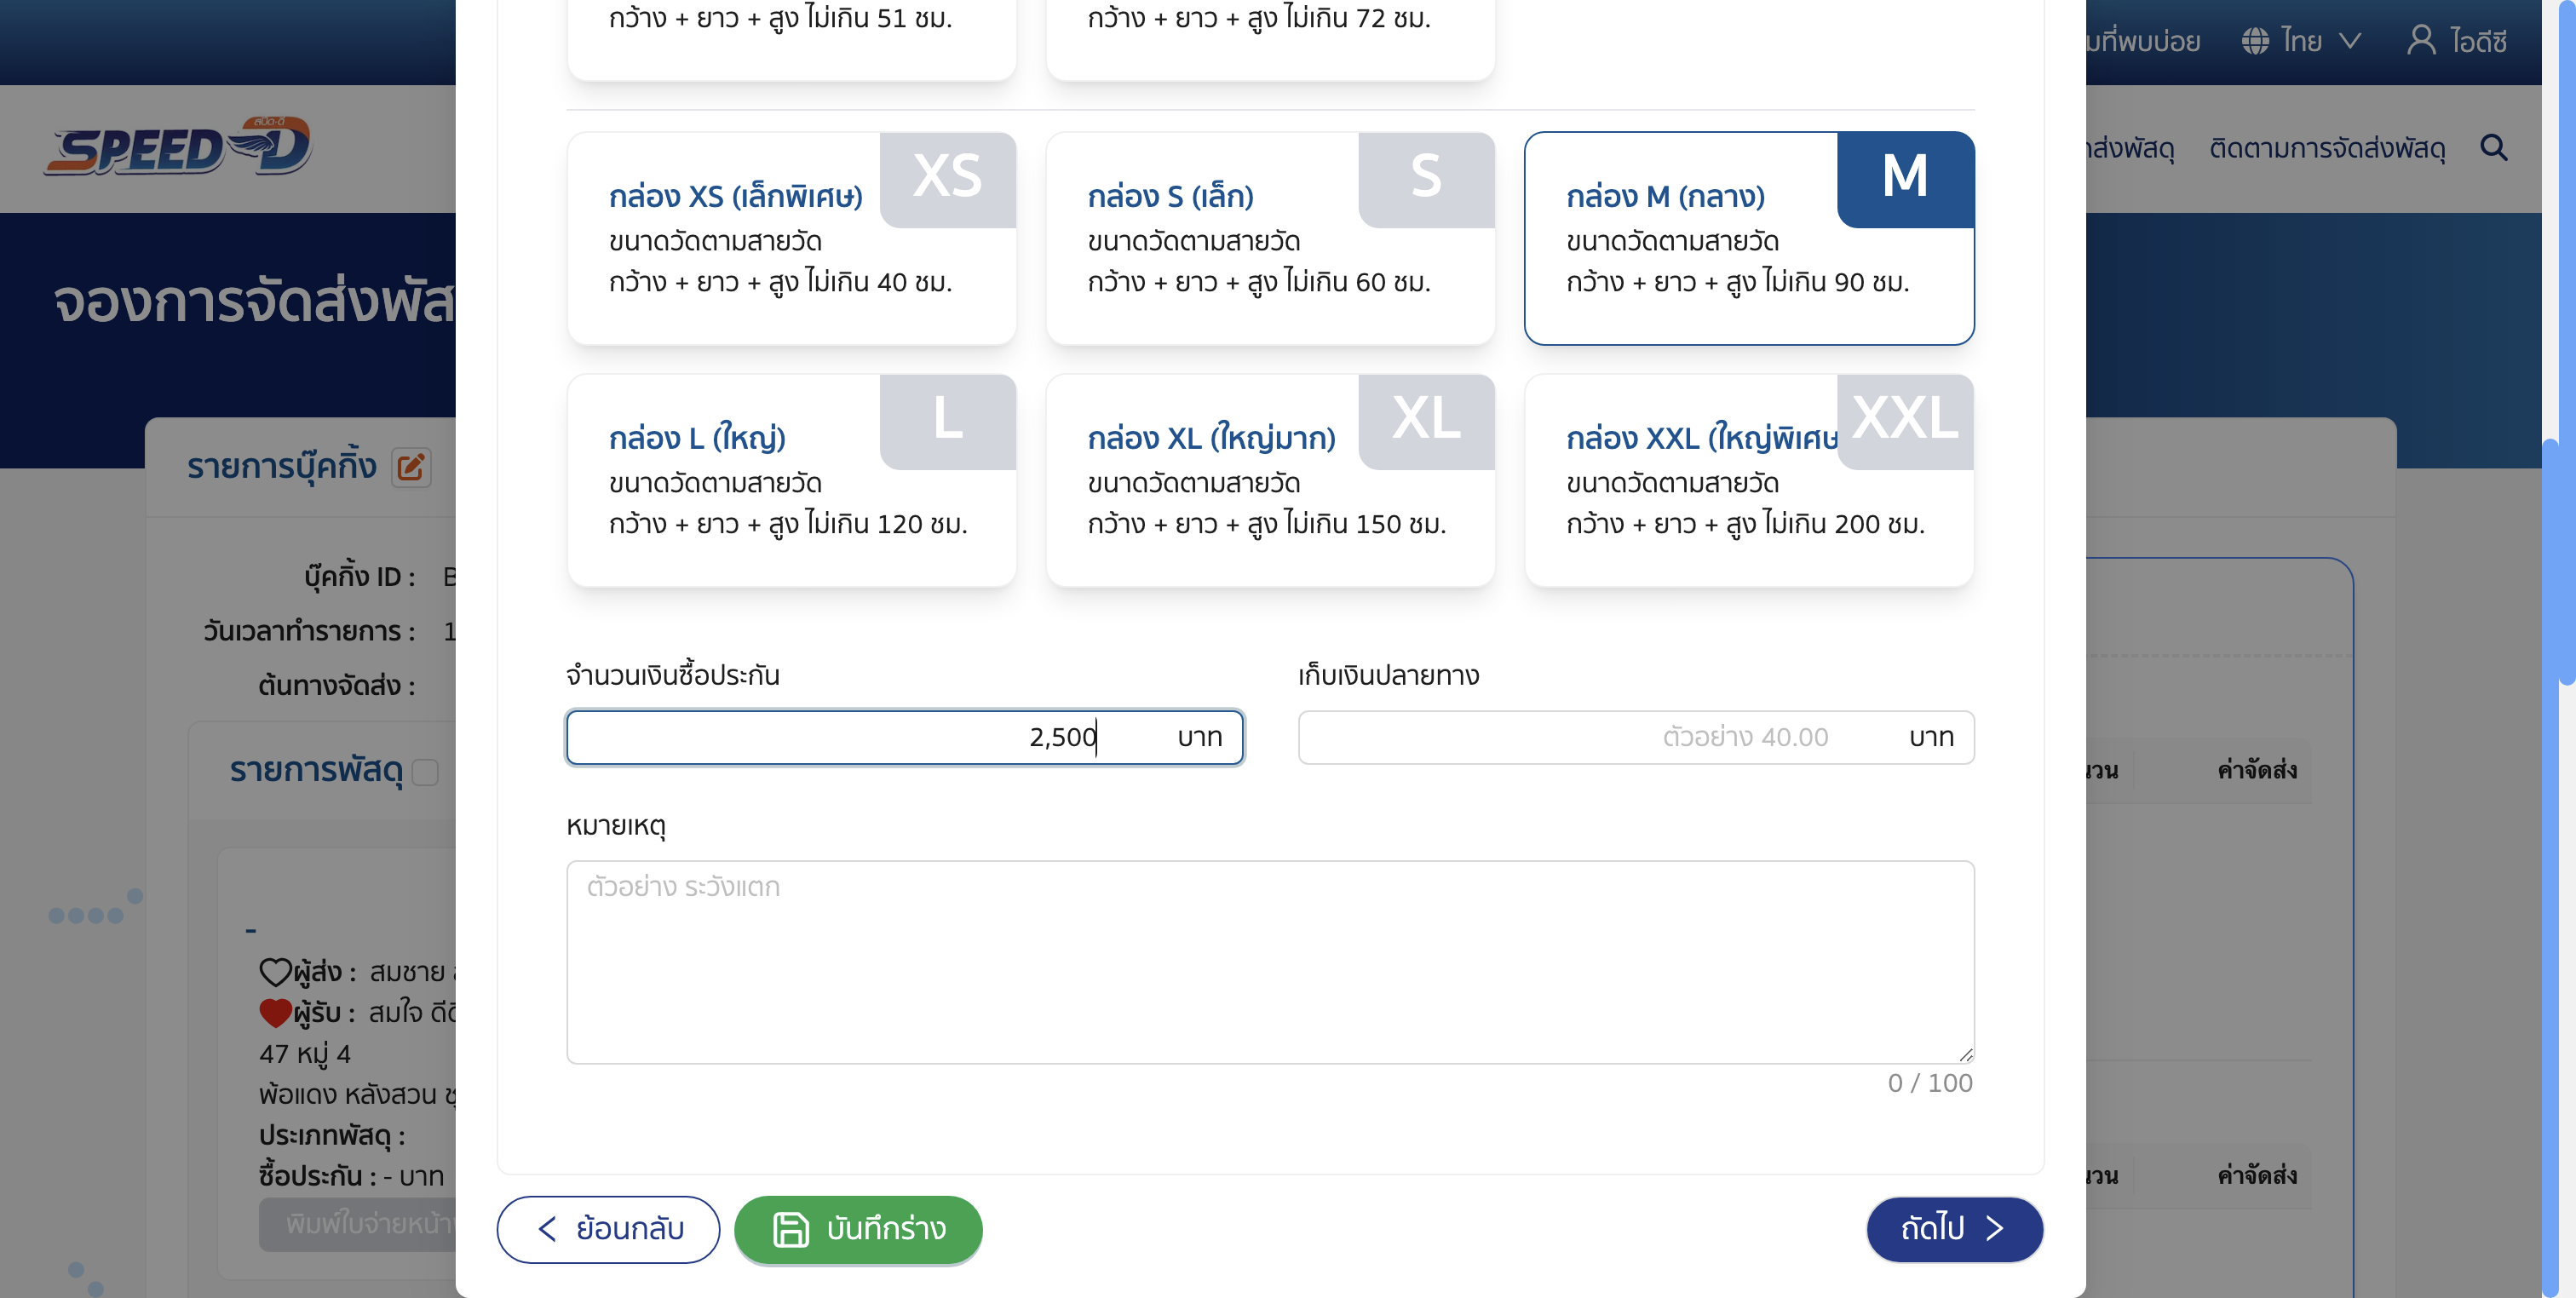 กว้าง + ยาว + สูง ไม่เกิน 51 ซม.
กว้าง + ยาว + สูง ไม่เกิน 72 ซม.
ไทย
ไอดีซี
มที่พบบ่อย
สปีด-ดี
SPEED-D
ส่งพัสดุ
ติดตามการจัดส่งพัสดุ
จองการจัดส่งพัส
XS
กล่อง XS (เล็กพิเศษ)
ขนาดวัดตามสายวัด
กว้าง + ยาว + สูง ไม่เกิน 40 ซม.
S
กล่อง S (เล็ก)
ขนาดวัดตามสายวัด
กว้าง + ยาว + สูง ไม่เกิน 60 ซม.
M
กล่อง M (กลาง)
ขนาดวัดตามสายวัด
กว้าง + ยาว + สูง ไม่เกิน 90 ซม.
L
กล่อง L (ใหญ่)
ขนาดวัดตามสายวัด
กว้าง + ยาว + สูง ไม่เกิน 120 ซม.
XL
กล่อง XL (ใหญ่มาก)
ขนาดวัดตามสายวัด
กว้าง + ยาว + สูง ไม่เกิน 150 ซม.
XXL
กล่อง XXL (ใหญ่พิเศษ
ขนาดวัดตามสายวัด
กว้าง + ยาว + สูง ไม่เกิน 200 ซม.
รายการบุ๊คกิ้ง
บุ๊คกิ้ง ID : B
วันเวลาทำรายการ : 1
ต้นทางจัดส่ง :
รายการพัสดุ
จำนวนเงินซื้อประกัน
2,500 บาท
เก็บเงินปลายทาง
ตัวอย่าง 40.00 บาท
หมายเหตุ
ตัวอย่าง ระวังแตก
0 / 100
-
ผู้ส่ง : สมชาย
ผู้รับ : สมใจ ดีดี
47 หมู่ 4
พ้อแดง หลังสวน ชุ
ประเภทพัสดุ :
ซื้อประกัน : - บาท
พิมพ์ใบจ่ายหน้า
นวน
ค่าจัดส่ง
นวน
ค่าจัดส่ง
ย้อนกลับ
บันทึกร่าง
ถัดไป